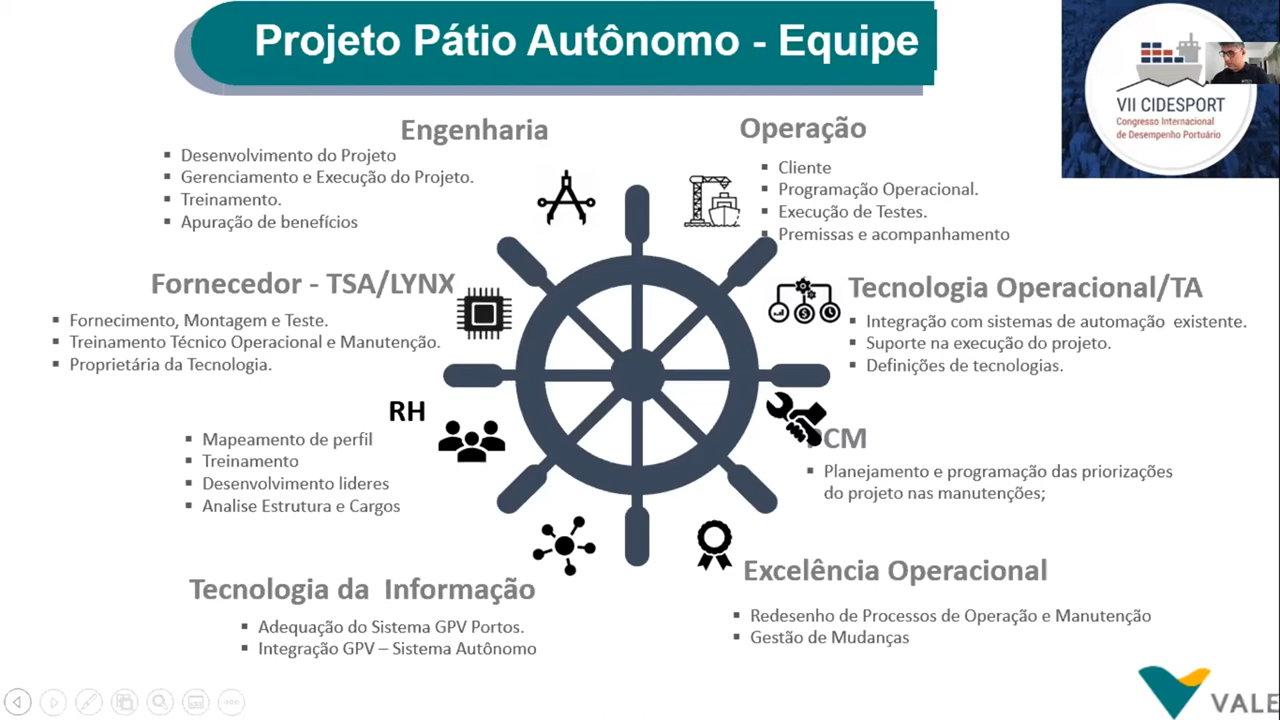 Projeto Pátio Autônomo - Equipe
VII CIDESPORT
Congresso Internacional
de Desempenho Portuário
Engenharia
▪ Desenvolvimento do Projeto
▪ Gerenciamento e Execução do Projeto.
▪ Treinamento.
▪ Apuração de benefícios
Operação
▪ Cliente
▪ Programação Operacional.
▪ Execução de Testes.
▪ Premissas e acompanhamento
Fornecedor - TSA/LYNX
▪ Fornecimento, Montagem e Teste.
▪ Treinamento Técnico Operacional e Manutenção.
▪ Proprietária da Tecnologia.
Tecnologia Operacional/TA
▪ Integração com sistemas de automação existente.
▪ Suporte na execução do projeto.
▪ Definições de tecnologias.
RH
▪ Mapeamento de perfil
▪ Treinamento
▪ Desenvolvimento lideres
▪ Analise Estrutura e Cargos
PCM
▪ Planejamento e programação das priorizações
do projeto nas manutenções;
Tecnologia da Informação
▪ Adequação do Sistema GPV Portos.
▪ Integração GPV – Sistema Autônomo
Excelência Operacional
▪ Redesenho de Processos de Operação e Manutenção
▪ Gestão de Mudanças
VALE